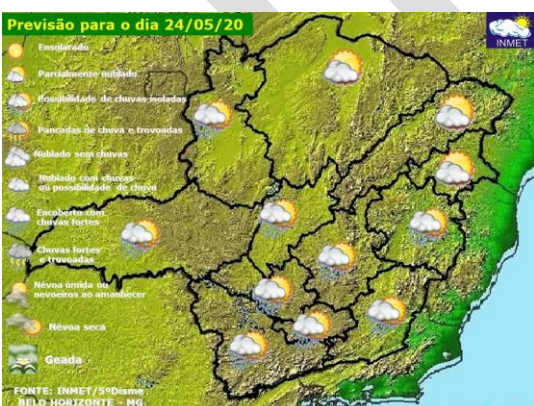 Previsão para o dia 24/05/20
INMET
Ensolarado
Parcialmente nublado
Possibilidade de chuvas isoladas
Pancadas de chuva e trovoadas
Nublado sem chuvas
Nublado com chuvas
ou possibilidade de chuva
Encoberto com
chuvas fortes
Chuvas fortes
e trovoadas
Névoa úmida ou
nevoeiros ao amanhecer
Névoa seca
Geada
FONTE: INMET/5ºDisme
BELO HORIZONTE - MG